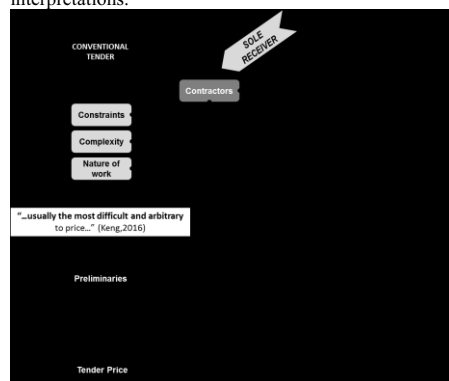 interpretations.
CONVENTIONAL
TENDER
SOLE
RECEIVER
Contractors
Constraints
Complexity
Nature of
work
"…usually the most difficult and arbitrary
to price…" (Keng,2016)
Preliminaries
Tender Price